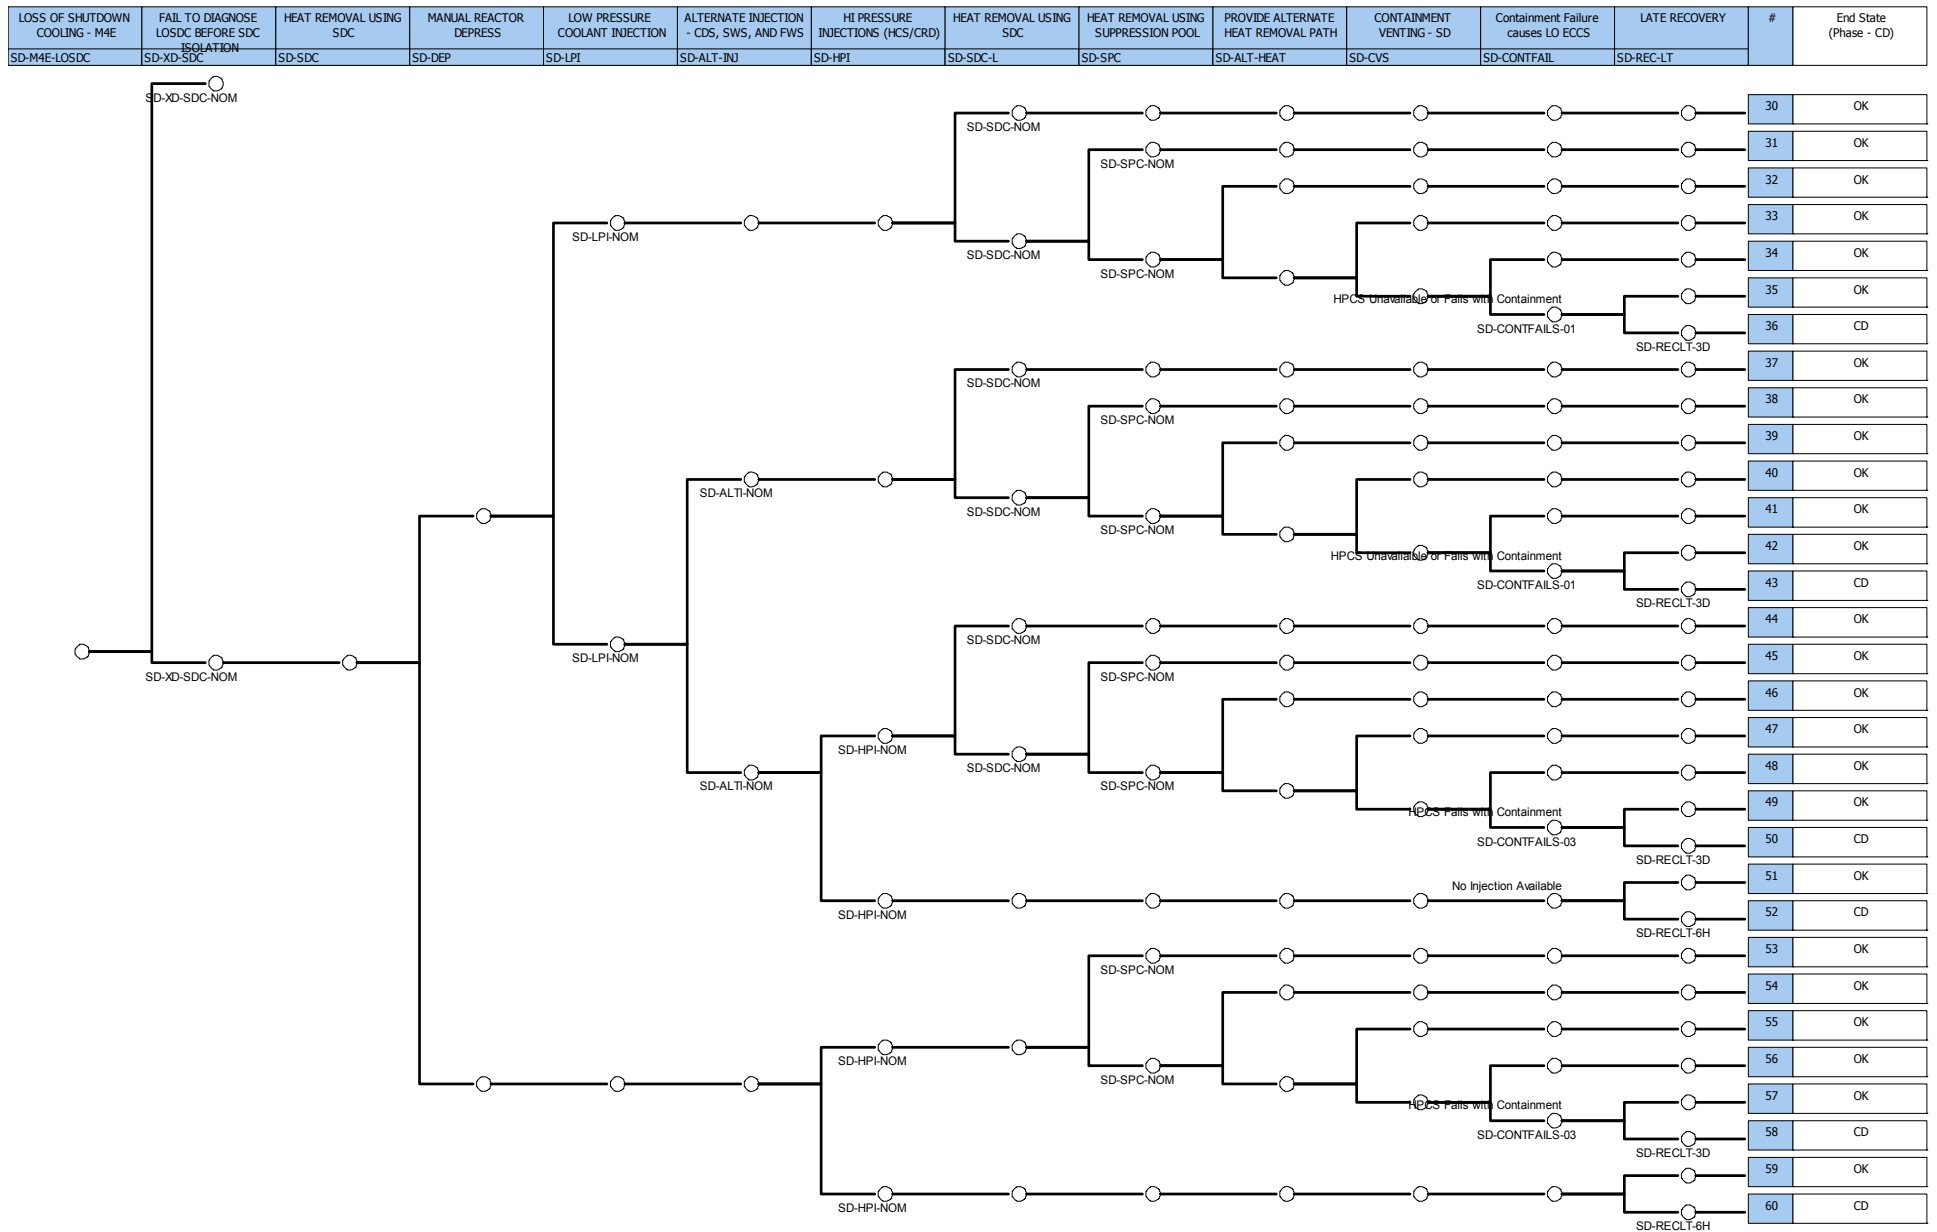 LOSS OF SHUTDOWN
COOLING - M4E
SD-M4E-LOSDC
FAIL TO DIAGNOSE
LOSDC BEFORE SDC
ISOLATION
SD-XD-SDC
HEAT REMOVAL USING
SDC
SD-SDC
MANUAL REACTOR
DEPRESS
SD-DEP
LOW PRESSURE
COOLANT INJECTION
SD-LPI
ALTERNATE INJECTION
- CDS, SWS, AND FWS
SD-ALT-INJ
HI PRESSURE
INJECTIONS (HCS/CRD)
SD-HPI
HEAT REMOVAL USING
SDC
SD-SDC-L
HEAT REMOVAL USING
SUPPRESSION POOL
SD-SPC
PROVIDE ALTERNATE
HEAT REMOVAL PATH
SD-ALT-HEAT
CONTAINMENT
VENTING - SD
SD-CVS
Containment Failure
causes LO ECCS
SD-CONTFAIL
LATE RECOVERY
SD-REC-LT
#
End State
(Phase - CD)
SD-XD-SDC-NOM
30 OK
SD-SDC-NOM
31 OK
SD-SPC-NOM
32 OK
33 OK
SD-LPI-NOM
34 OK
SD-SDC-NOM
SD-SPC-NOM
35 OK
HPCS Unavailable or Fails with Containment
SD-CONTFAILS-01
36 CD
SD-RECLT-3D
37 OK
SD-SDC-NOM
38 OK
SD-SPC-NOM
39 OK
40 OK
SD-ALTI-NOM
41 OK
SD-SDC-NOM
SD-SPC-NOM
42 OK
HPCS Unavailable or Fails with Containment
SD-CONTFAILS-01
43 CD
SD-RECLT-3D
44 OK
SD-SDC-NOM
SD-LPI-NOM
45 OK
SD-SPC-NOM
SD-XD-SDC-NOM
46 OK
47 OK
SD-HPI-NOM
48 OK
SD-SDC-NOM
SD-ALTI-NOM
SD-SPC-NOM
49 OK
HPCS Fails with Containment
SD-CONTFAILS-03
50 CD
SD-RECLT-3D
51 OK
No Injection Available
SD-HPI-NOM
52 CD
SD-RECLT-6H
53 OK
SD-SPC-NOM
54 OK
55 OK
SD-HPI-NOM
56 OK
SD-SPC-NOM
57 OK
HPCS Fails with Containment
SD-CONTFAILS-03
58 CD
SD-RECLT-3D
59 OK
SD-HPI-NOM
60 CD
SD-RECLT-6H